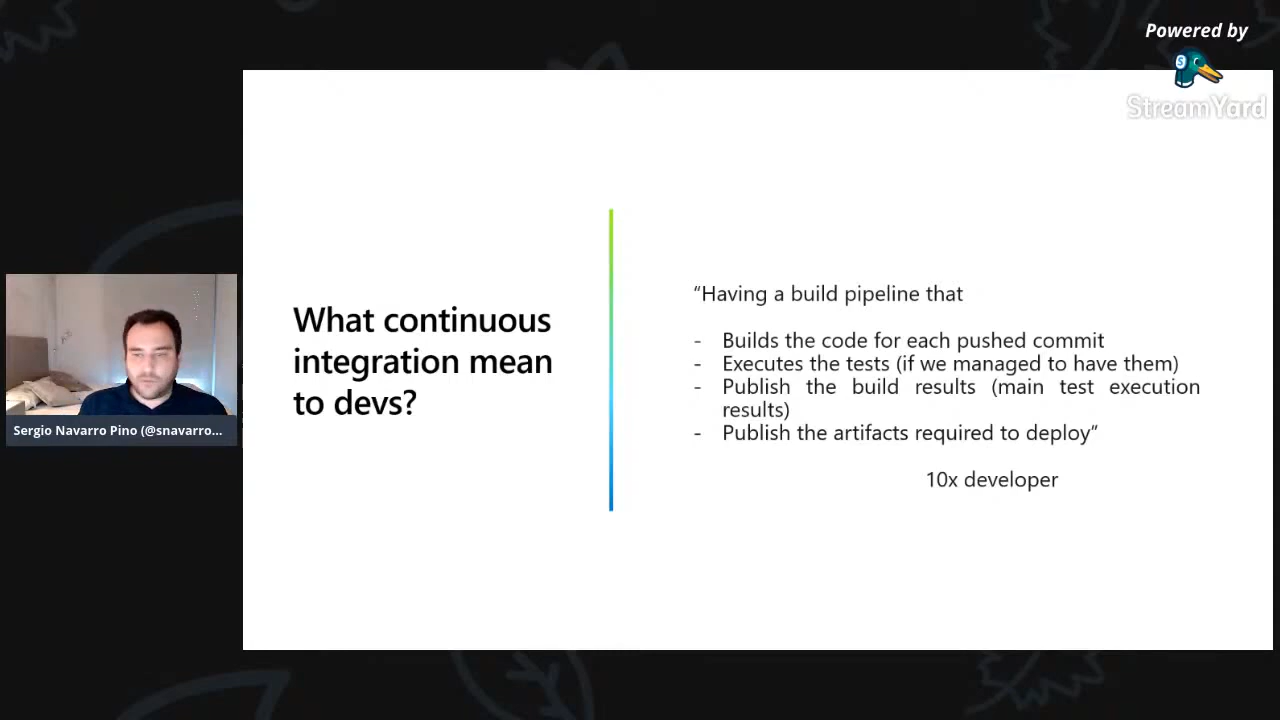 Powered by
StreamYard
What continuous
integration mean
to devs?
“Having a build pipeline that
- Builds the code for each pushed commit
- Executes the tests (if we managed to have them)
- Publish the build results (main test execution
results)
- Publish the artifacts required to deploy”
10x developer
Sergio Navarro Pino (@snavarro...